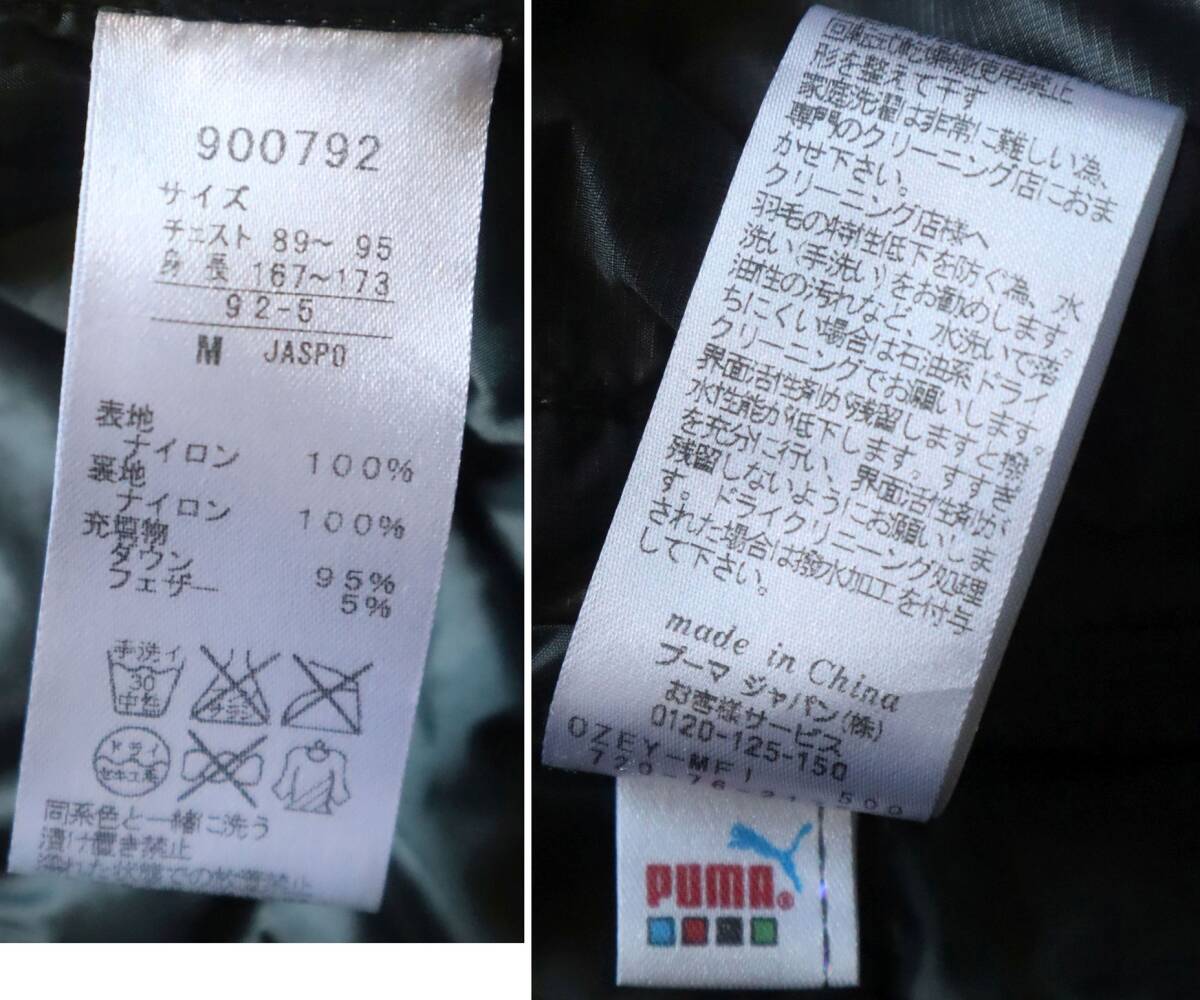 900792
サイズ
チェスト 89～ 95
身 長 167～173
92-5
M JASPO
表地
ナイロン 100%
裏地
ナイロン 100%
充填物
ダウン 95%
フェザー 5%
手洗イ
30
中性
エンソ
サラシ
ドライ
セキユ系
同系色と一緒に洗う
漬け置き禁止
濡れた状態での放置禁止
形を整えて干す
家庭洗濯は非常に難しい為、
専門のクリーニング店におま
かせ下さい。
クリーニング店様へ
羽毛の特性低下を防ぐ為、水
洗い(手洗い)をお勧めします。
油性の汚れなど、水洗いで落
ちにくい場合は石油系ドライ
クリーニングでお願いします。
界面活性剤が残留しますと撥
水性能が低下します。すすぎ
を充分に行い、界面活性剤が
残留しないようにお願いしま
す。ドライクリーニング処理
された場合は撥水加工を付与
して下さい。
made in China
プーマ ジャパン(株)
お客様サービス
0120-125-150
OZEY-MF1
PUMA®